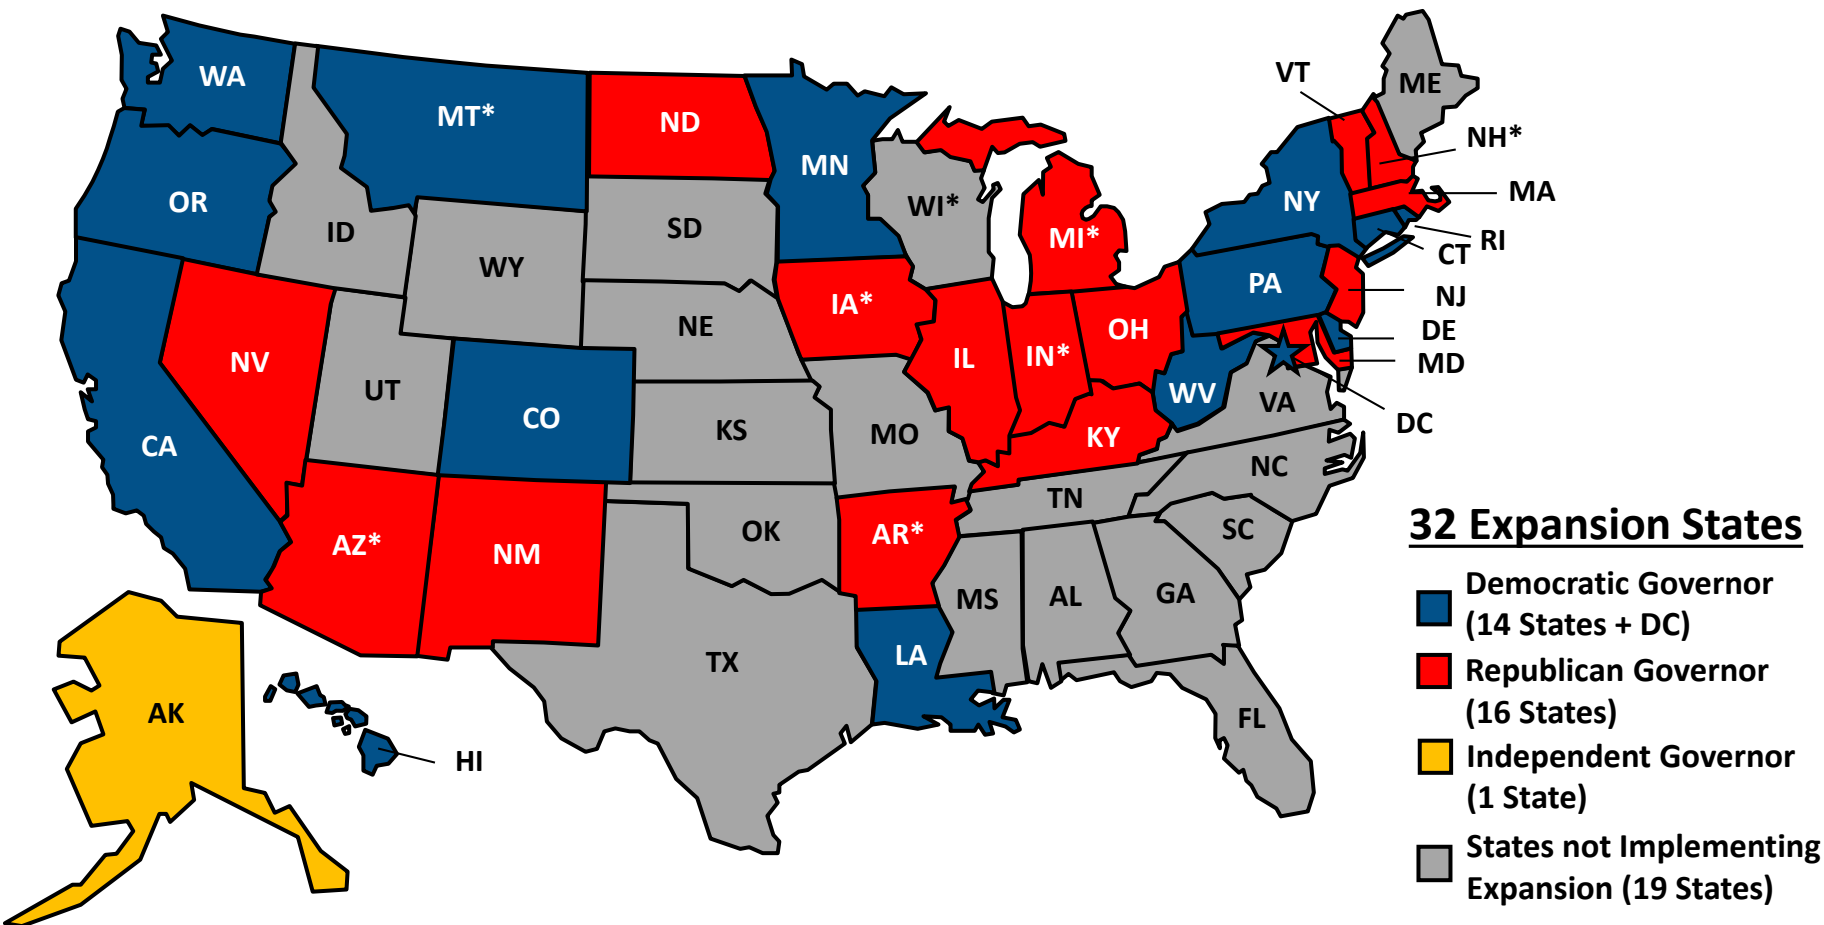 WA
MT*
ND
MN
VT
ME
NH*
MA
OR
ID
SD
WI*
NY
MI*
RI
CT
WY
PA
NJ
IA*
NE
OH
DE
NV
IL
IN*
MD
UT
CO
WV
VA
DC
CA
KS
MO
KY
NC
TN
AZ*
NM
OK
AR*
SC
MS
AL
GA
TX
LA
FL
AK
HI
32 Expansion States
Democratic Governor
(14 States + DC)
Republican Governor
(16 States)
Independent Governor
(1 State)
States not Implementing
Expansion (19 States)